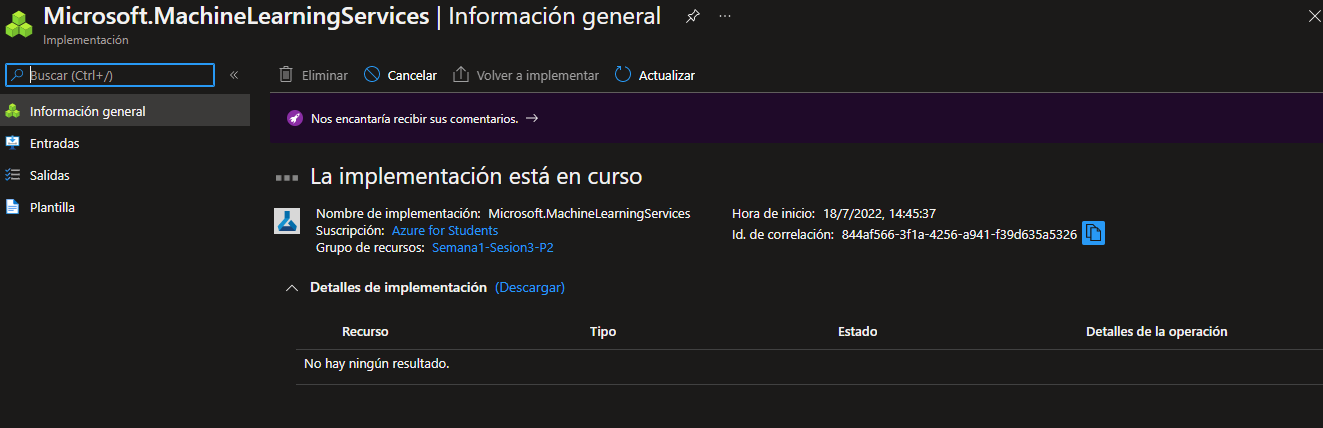 Microsoft.MachineLearningServices | Información general
Implementación
Buscar (Ctrl+/)
Eliminar Cancelar Volver a implementar Actualizar
Información general
Entradas
Salidas
Plantilla
Nos encantaría recibir sus comentarios. →
La implementación está en curso
Nombre de implementación: Microsoft.MachineLearningServices
Suscripción: Azure for Students
Grupo de recursos: Semana1-Sesion3-P2
Hora de inicio: 18/7/2022, 14:45:37
Id. de correlación: 844af566-3f1a-4256-a941-f39d635a5326
Detalles de implementación (Descargar)
Recurso Tipo Estado Detalles de la operación
No hay ningún resultado.